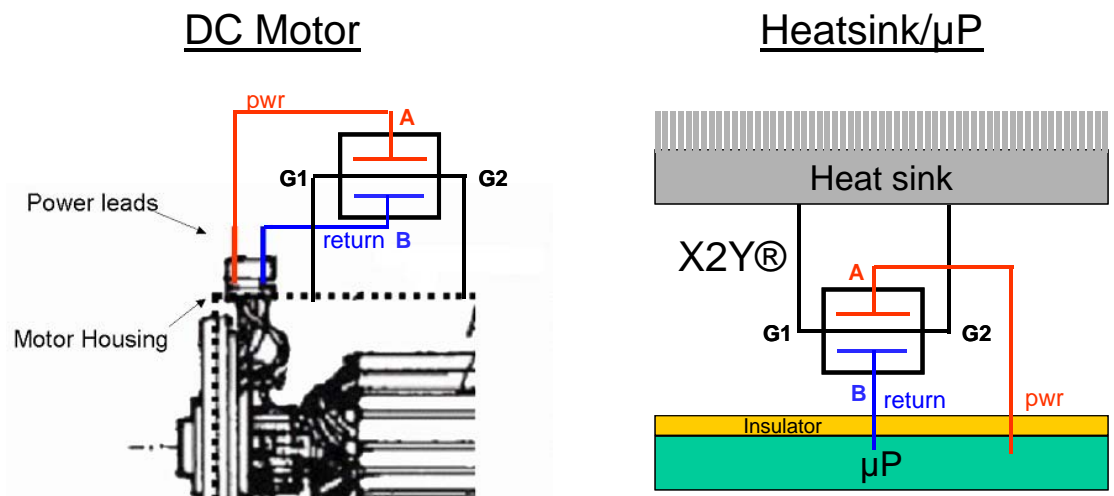 DC Motor
pwr
A
G1
G2
Power leads
return B
Motor Housing
Heatsink/µP
Heat sink
X2Y®
A
G1
G2
B
return
pwr
Insulator
µP